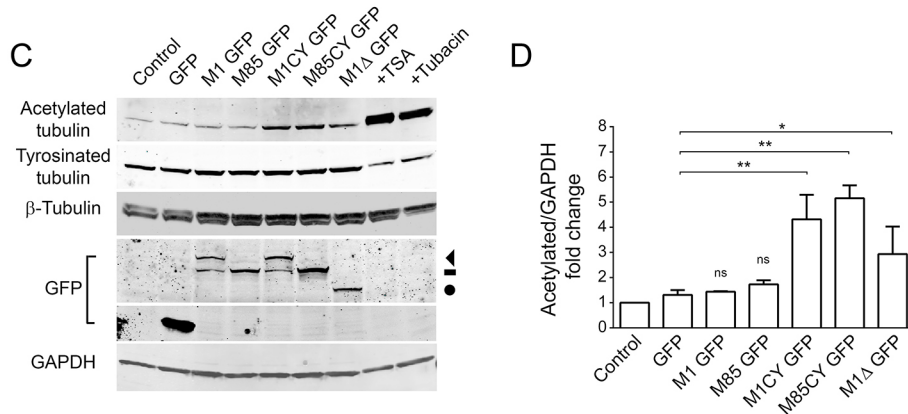 C
Control
GFP
M1 GFP
M85 GFP
M1CY GFP
M85CY GFP
M1Δ GFP
+TSA
+Tubacin
Acetylated
tubulin
Tyrosinated
tubulin
β-Tubulin
GFP
GAPDH
D
Acetylated/GAPDH
fold change
8
7
6
5
4
3
2
1
0
*
**
**
ns
ns
Control
GFP
M1 GFP
M85 GFP
M1CY GFP
M85CY GFP
M1Δ GFP